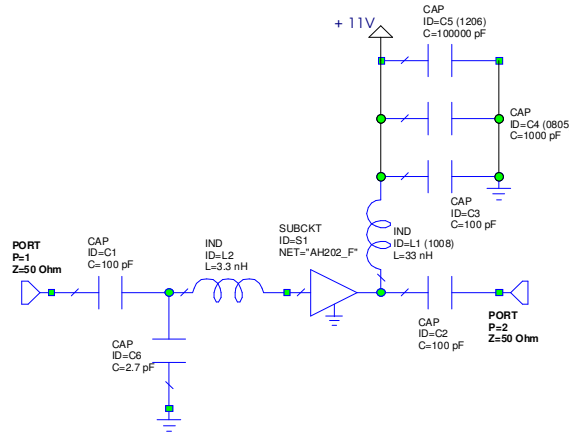 CAP
ID=C5 (1206)
C=100000 pF
+ 11V
CAP
ID=C4 (0805
C=1000 pF
CAP
ID=C3
C=100 pF
SUBCKT
ID=S1
NET="AH202_F"
IND
ID=L1 (1008)
L=33 nH
PORT
P=1
Z=50 Ohm
CAP
ID=C1
C=100 pF
IND
ID=L2
L=3.3 nH
CAP
ID=C6
C=2.7 pF
CAP
ID=C2
C=100 pF
PORT
P=2
Z=50 Ohm